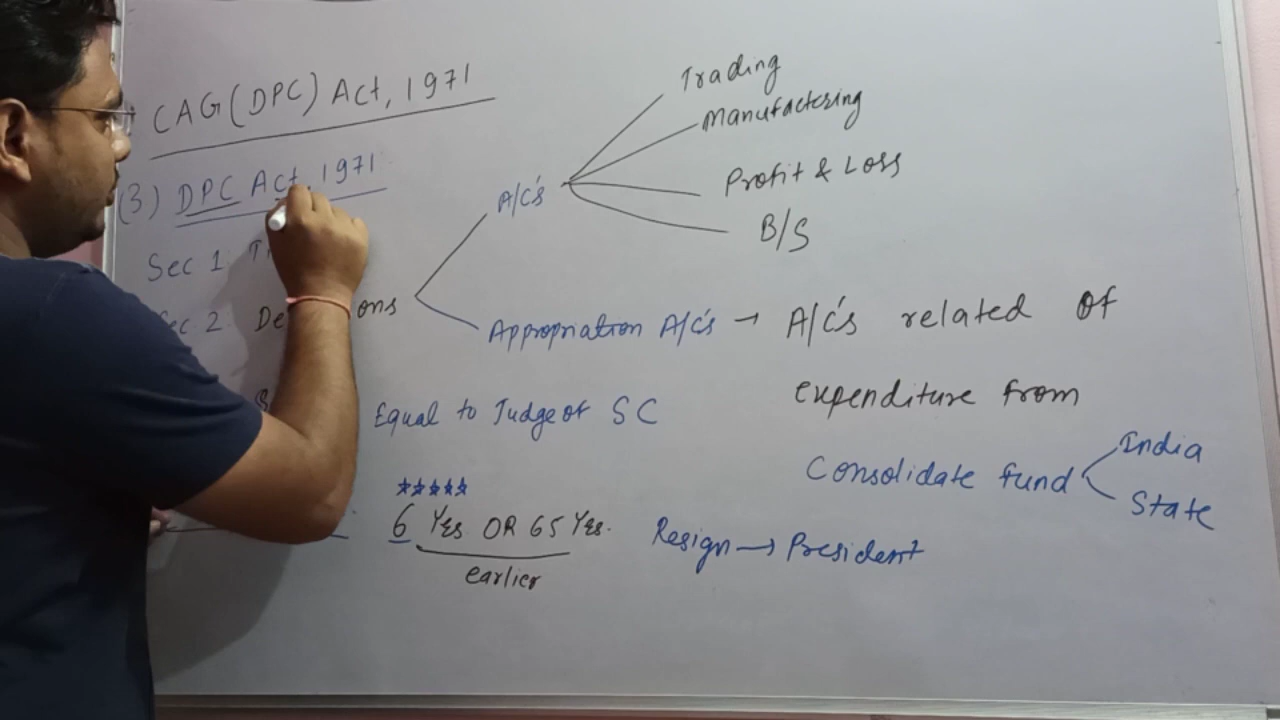 CAG (DPC) Act, 1971
(3) DPC Act, 1971
Sec 1
Sec 2
A/C's
Trading
Manufactering
Profit & Loss
B/S
Appropriation A/C's → A/C's related of
expenditure from
Consolidate fund
India
State
Equal to Judge of SC
6 Yrs. OR 65 Yrs.
earlier
Resign → President